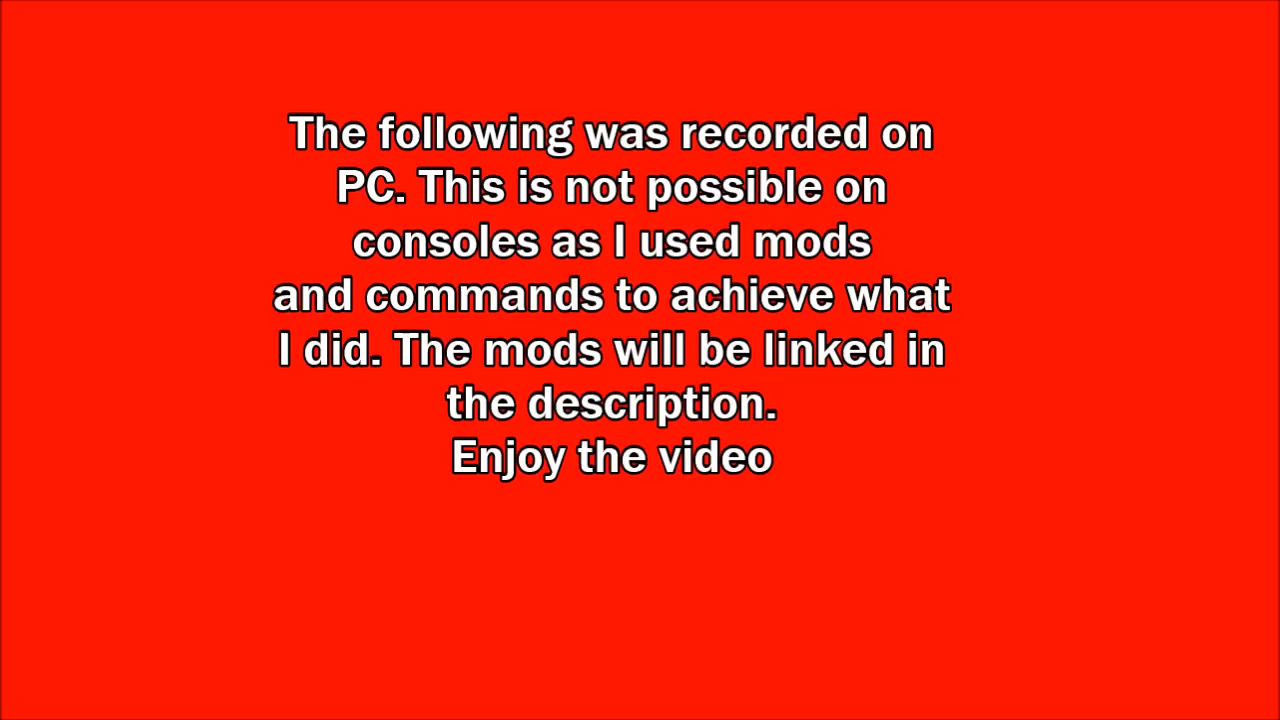 The following was recorded on
PC. This is not possible on
consoles as I used mods
and commands to achieve what
I did. The mods will be linked in
the description.
Enjoy the video